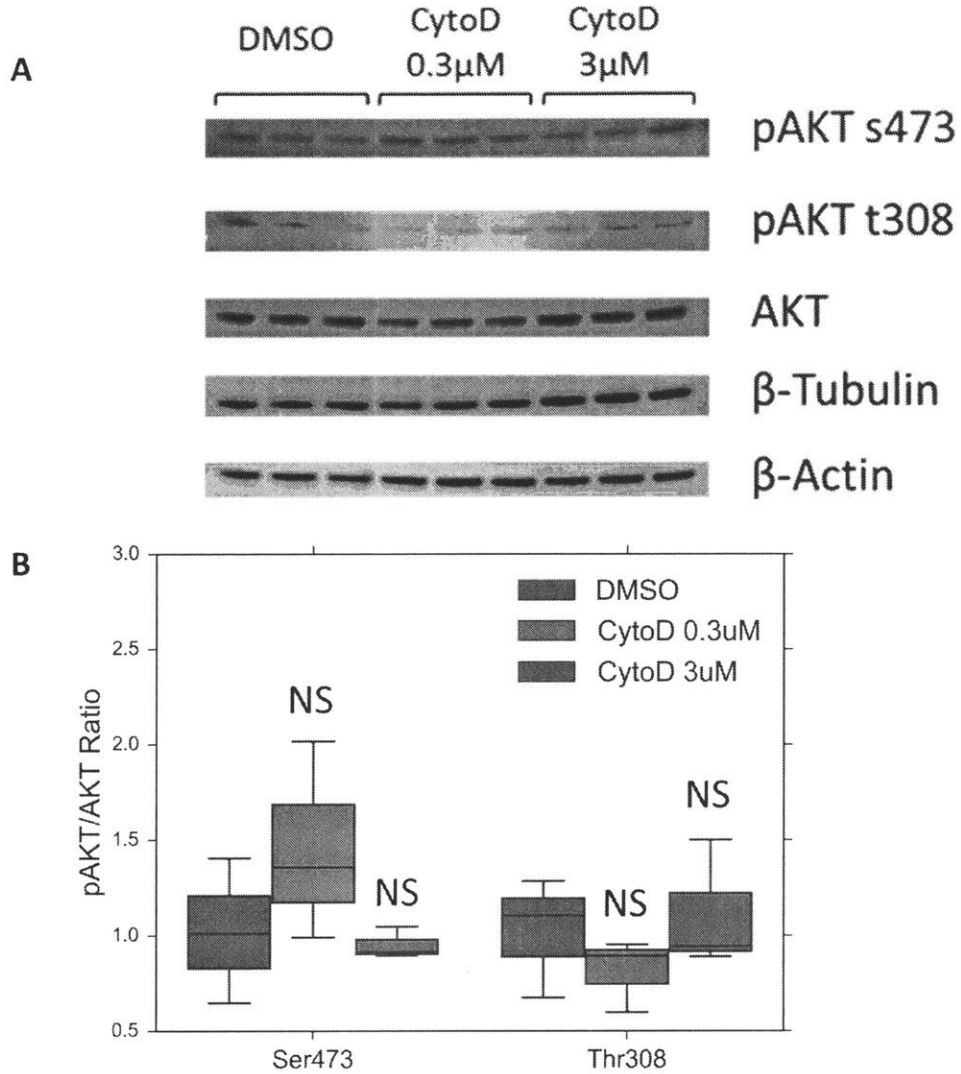 A
DMSO
CytoD
0.3μM
CytoD
3μM
pAKT s473
pAKT t308
AKT
β-Tubulin
β-Actin
B
3.0
2.5
2.0
1.5
1.0
0.5
pAKT/AKT Ratio
DMSO
CytoD 0.3uM
CytoD 3uM
NS
NS
NS
NS
Ser473
Thr308